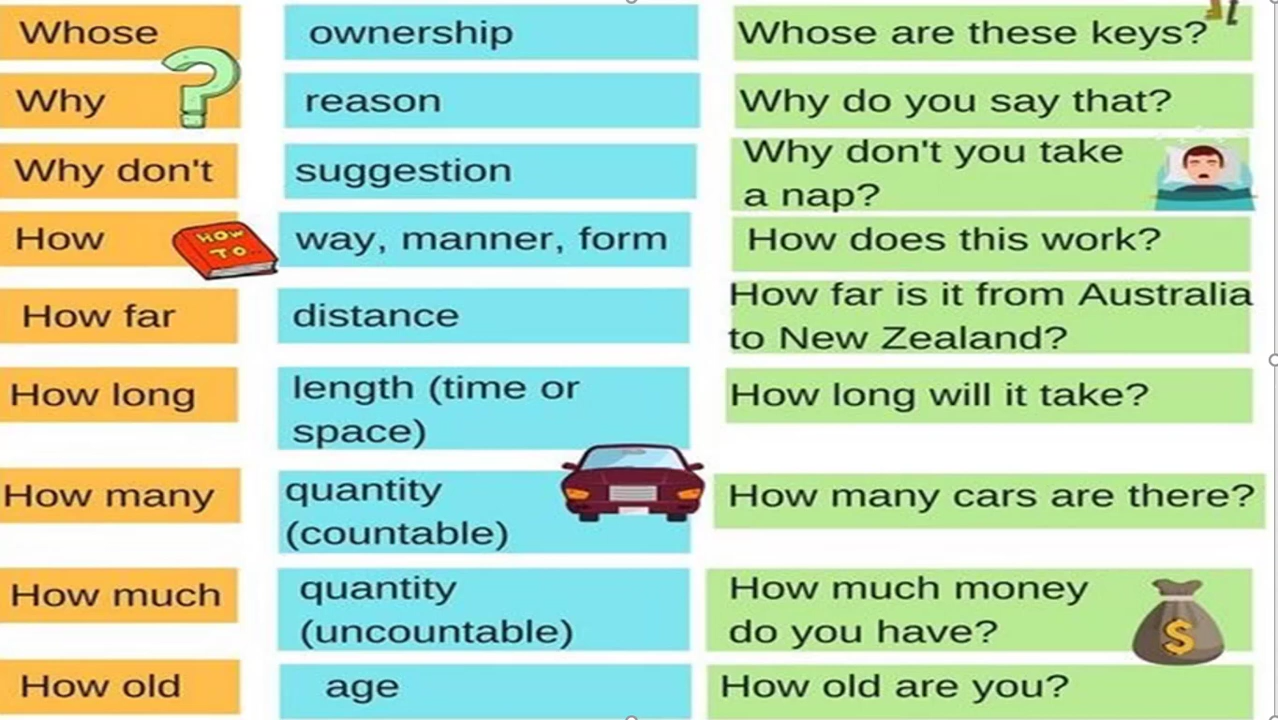 Whose ownership Whose are these keys?
Why reason Why do you say that?
Why don't suggestion Why don't you take
a nap?
How HOW TO.. way, manner, form How does this work?
How far distance How far is it from Australia
to New Zealand?
How long length (time or
space) How long will it take?
How many quantity
(countable) How many cars are there?
How much quantity
(uncountable) How much money
do you have?
$
How old age How old are you?